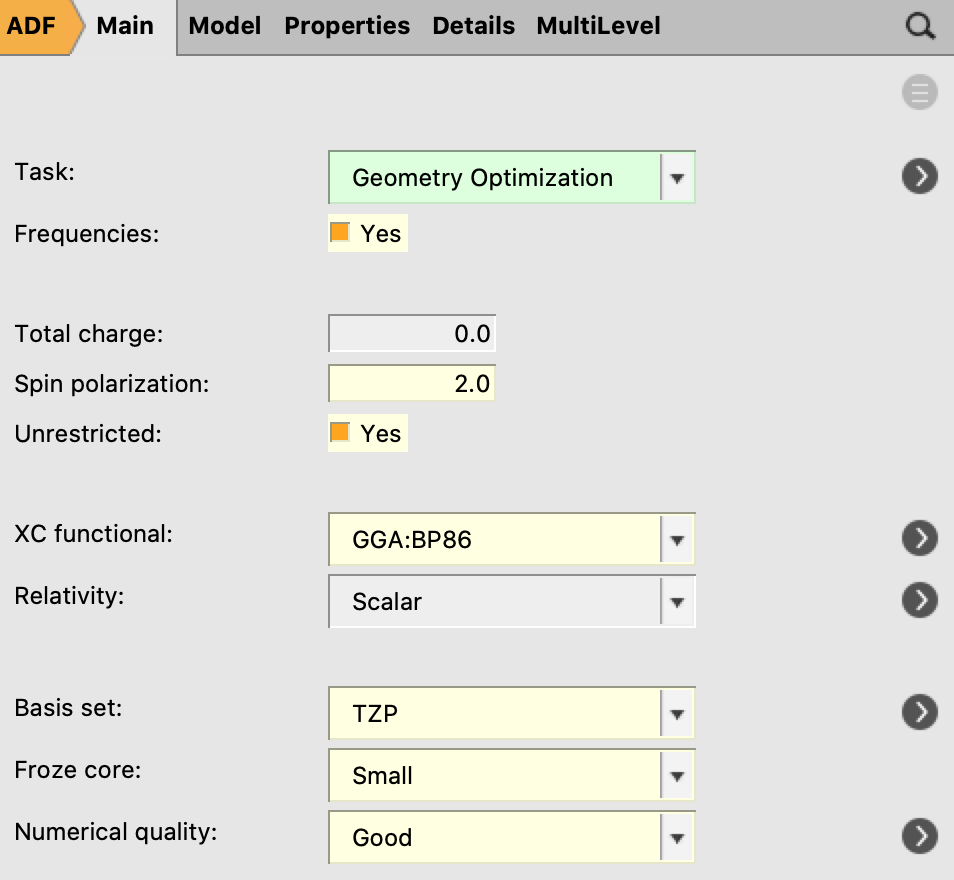 ADF Main Model Properties Details MultiLevel
Task: Geometry Optimization
Frequencies: Yes
Total charge: 0.0
Spin polarization: 2.0
Unrestricted: Yes
XC functional: GGA:BP86
Relativity: Scalar
Basis set: TZP
Froze core: Small
Numerical quality: Good